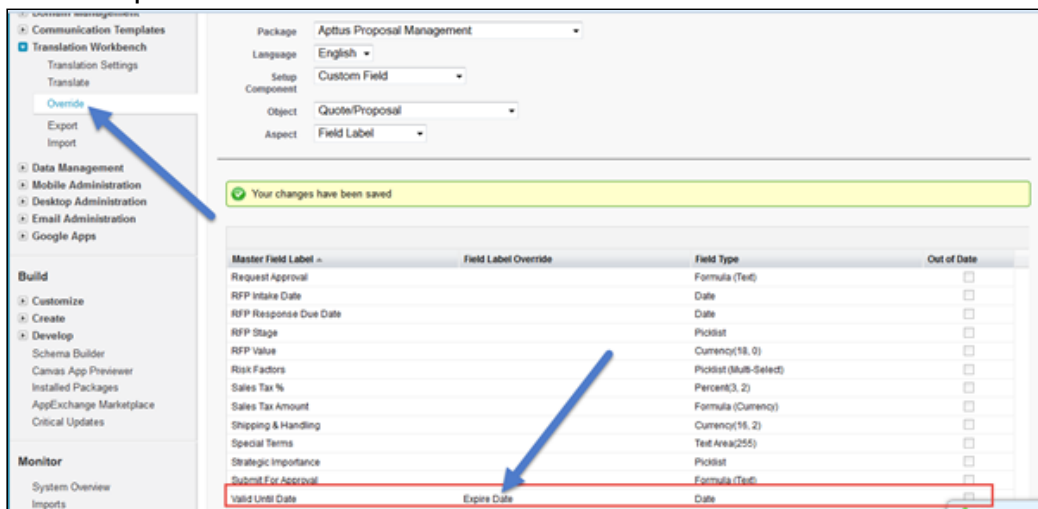 Domain Management
Communication Templates
Translation Workbench
Translation Settings
Translate
Override
Export
Import
Data Management
Mobile Administration
Desktop Administration
Email Administration
Google Apps
Build
Customize
Create
Develop
Schema Builder
Canvas App Previewer
Installed Packages
AppExchange Marketplace
Critical Updates
Monitor
System Overview
Imports
Package Apttus Proposal Management
Language English
Setup Component Custom Field
Object Quote/Proposal
Aspect Field Label
Your changes have been saved
Master Field Label Field Label Override Field Type Out of Date
Request Approval Formula (Text)
RFP Intake Date Date
RFP Response Due Date Date
RFP Stage Picklist
RFP Value Currency(18, 0)
Risk Factors Picklist (Multi-Select)
Sales Tax % Percent(3, 2)
Sales Tax Amount Formula (Currency)
Shipping & Handling Currency(16, 2)
Special Terms Text Area(255)
Strategic Importance Picklist
Submit For Approval Formula (Text)
Valid Until Date Expire Date Date